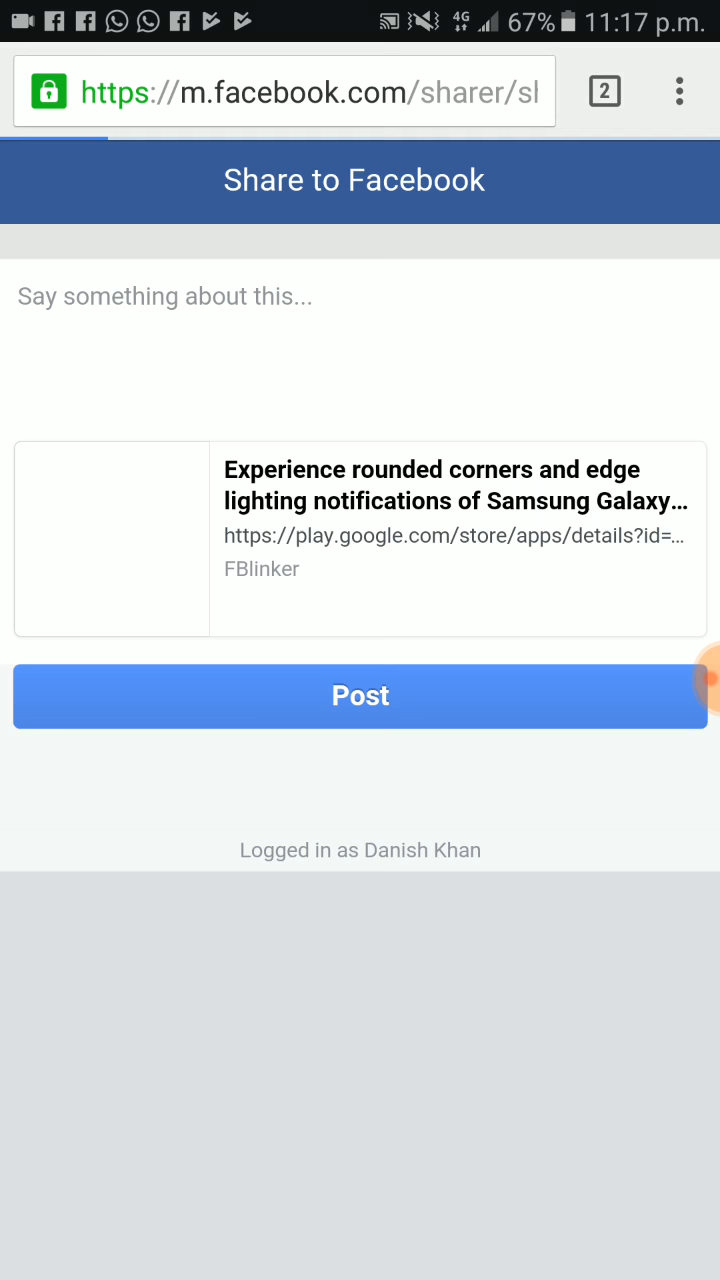 4G 67% 11:17 p.m.
https://m.facebook.com/sharer/sl 2
Share to Facebook
Say something about this...
Experience rounded corners and edge
lighting notifications of Samsung Galaxy...
https://play.google.com/store/apps/details?id=...
FBlinker
Post
Logged in as Danish Khan